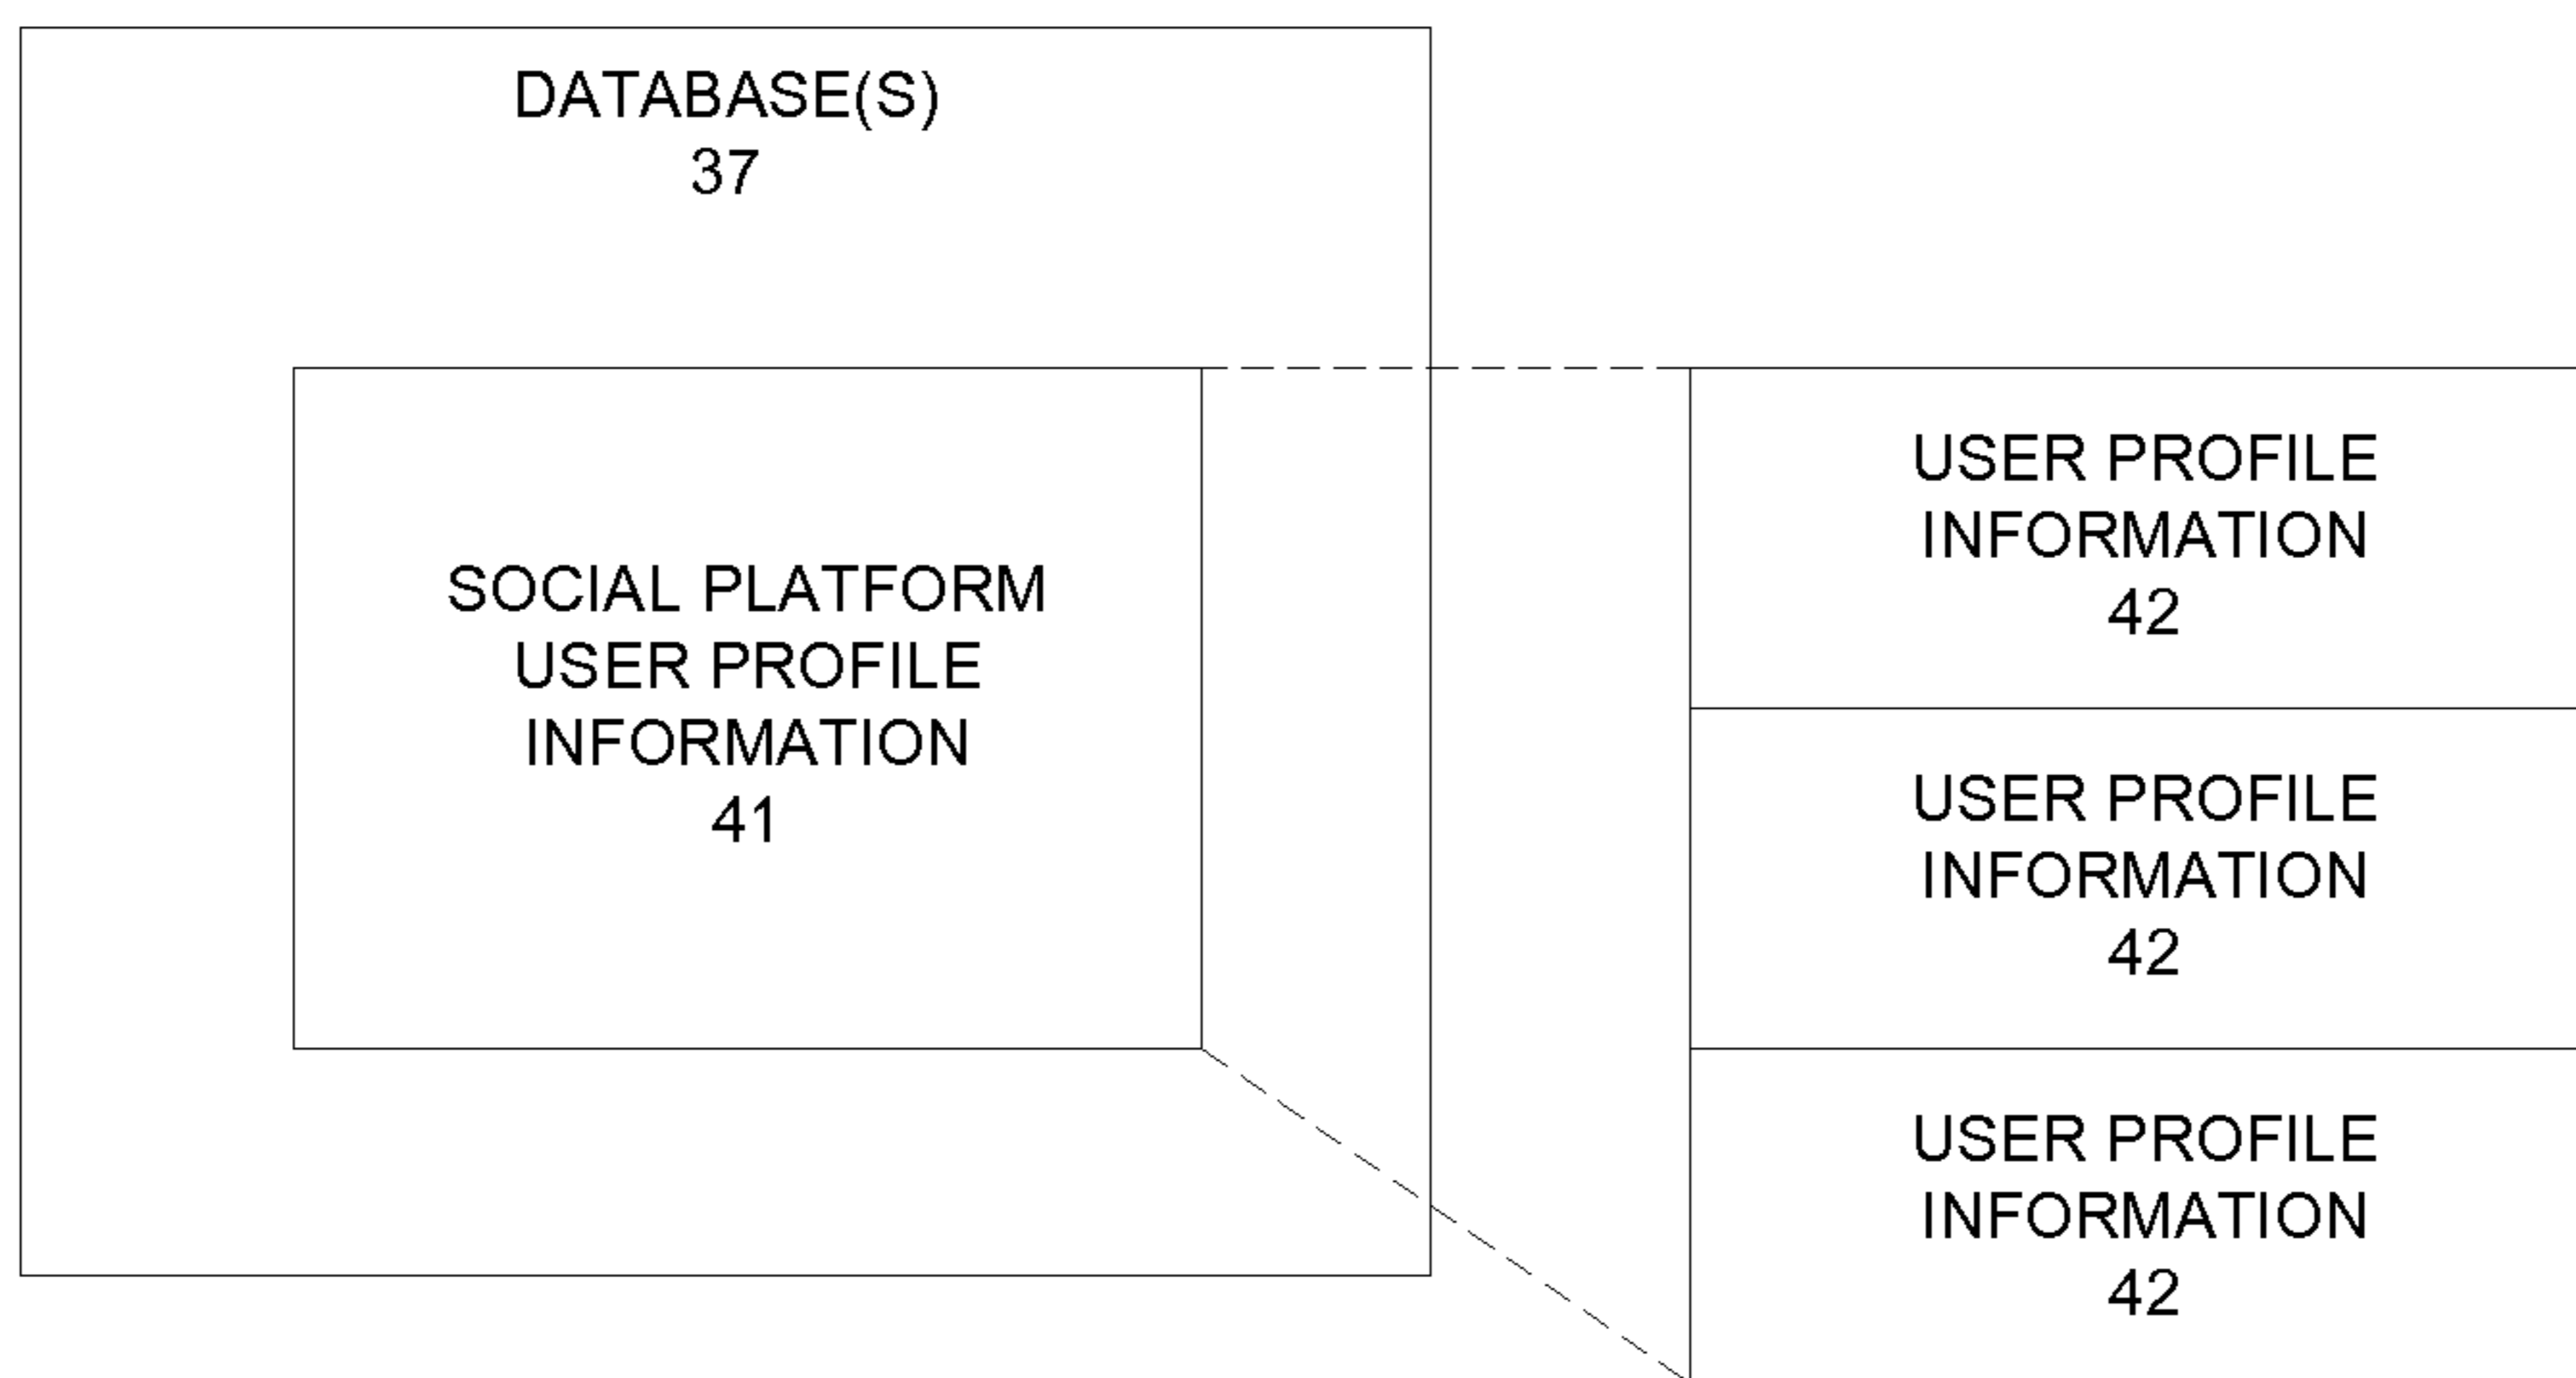 DATABASE(S)
37
SOCIAL PLATFORM
USER PROFILE
INFORMATION
41
USER PROFILE
INFORMATION
42
USER PROFILE
INFORMATION
42
USER PROFILE
INFORMATION
42